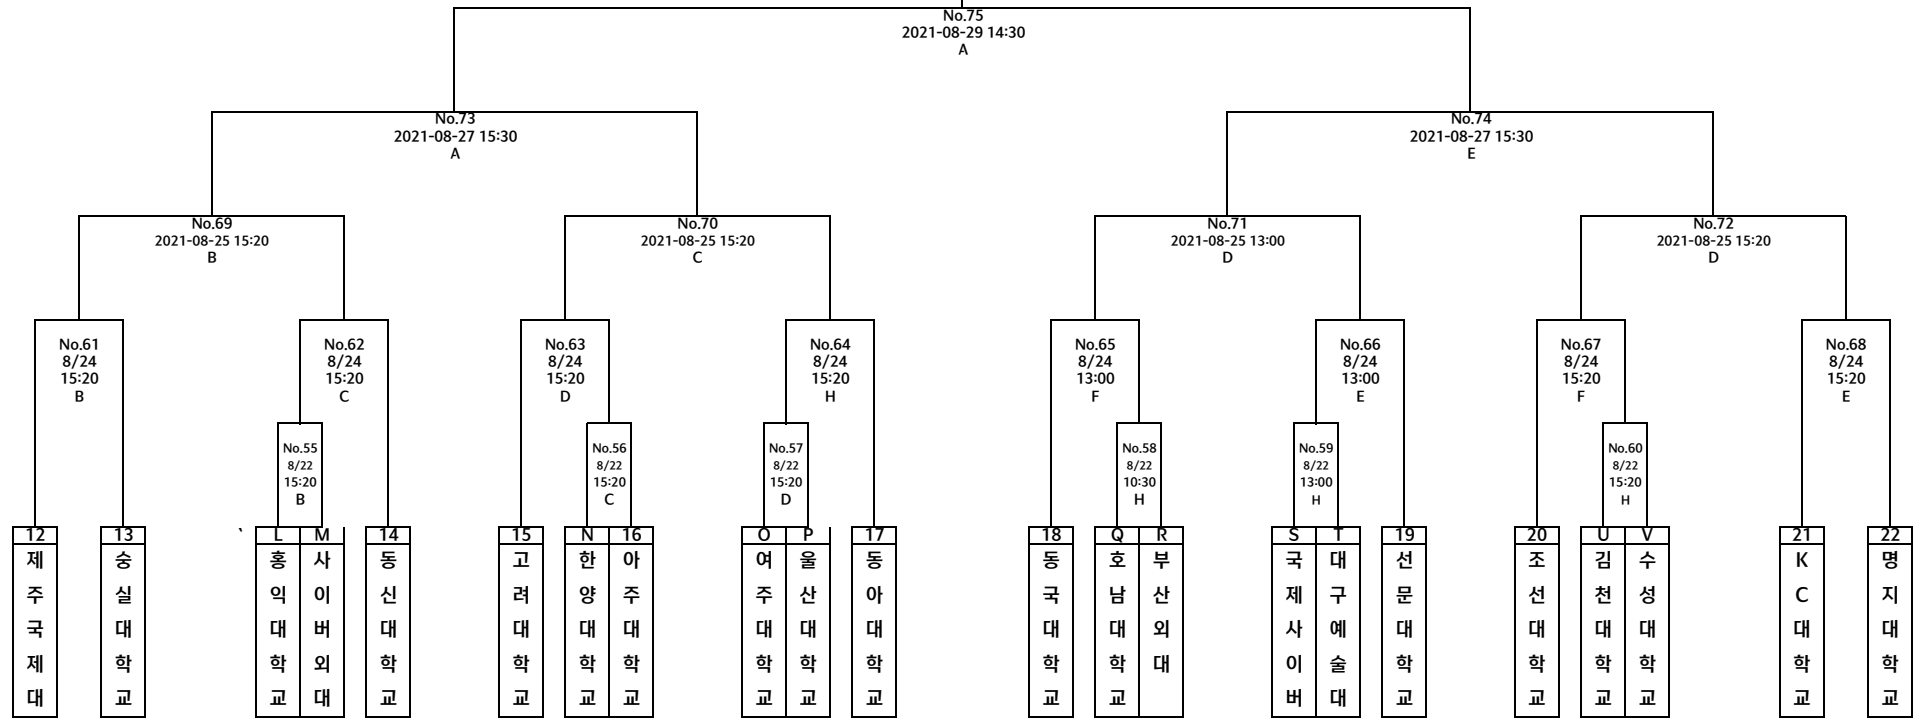 No.75
2021-08-29 14:30
A
No.73
2021-08-27 15:30
A
No.74
2021-08-27 15:30
E
No.69
2021-08-25 15:20
B
No.70
2021-08-25 15:20
C
No.71
2021-08-25 13:00
D
No.72
2021-08-25 15:20
D
No.61
8/24
15:20
B
No.62
8/24
15:20
C
No.63
8/24
15:20
D
No.64
8/24
15:20
H
No.65
8/24
13:00
F
No.66
8/24
13:00
E
No.67
8/24
15:20
F
No.68
8/24
15:20
E
No.55
8/22
15:20
B
No.56
8/22
15:20
C
No.57
8/22
15:20
D
No.58
8/22
10:30
H
No.59
8/22
13:00
H
No.60
8/22
15:20
H
12
제주국제대
13
숭실대학교
`
L
홍익대학교
M
사이버외대
14
동신대학교
15
고려대학교
N
한양대학교
16
아주대학교
O
여주대학교
P
울산대학교
17
동아대학교
18
동국대학교
Q
호남대학교
R
부산외대
S
국제사이버
T
대구예술대
19
선문대학교
20
조선대학교
U
김천대학교
V
수성대학교
21
KC대학교
22
명지대학교